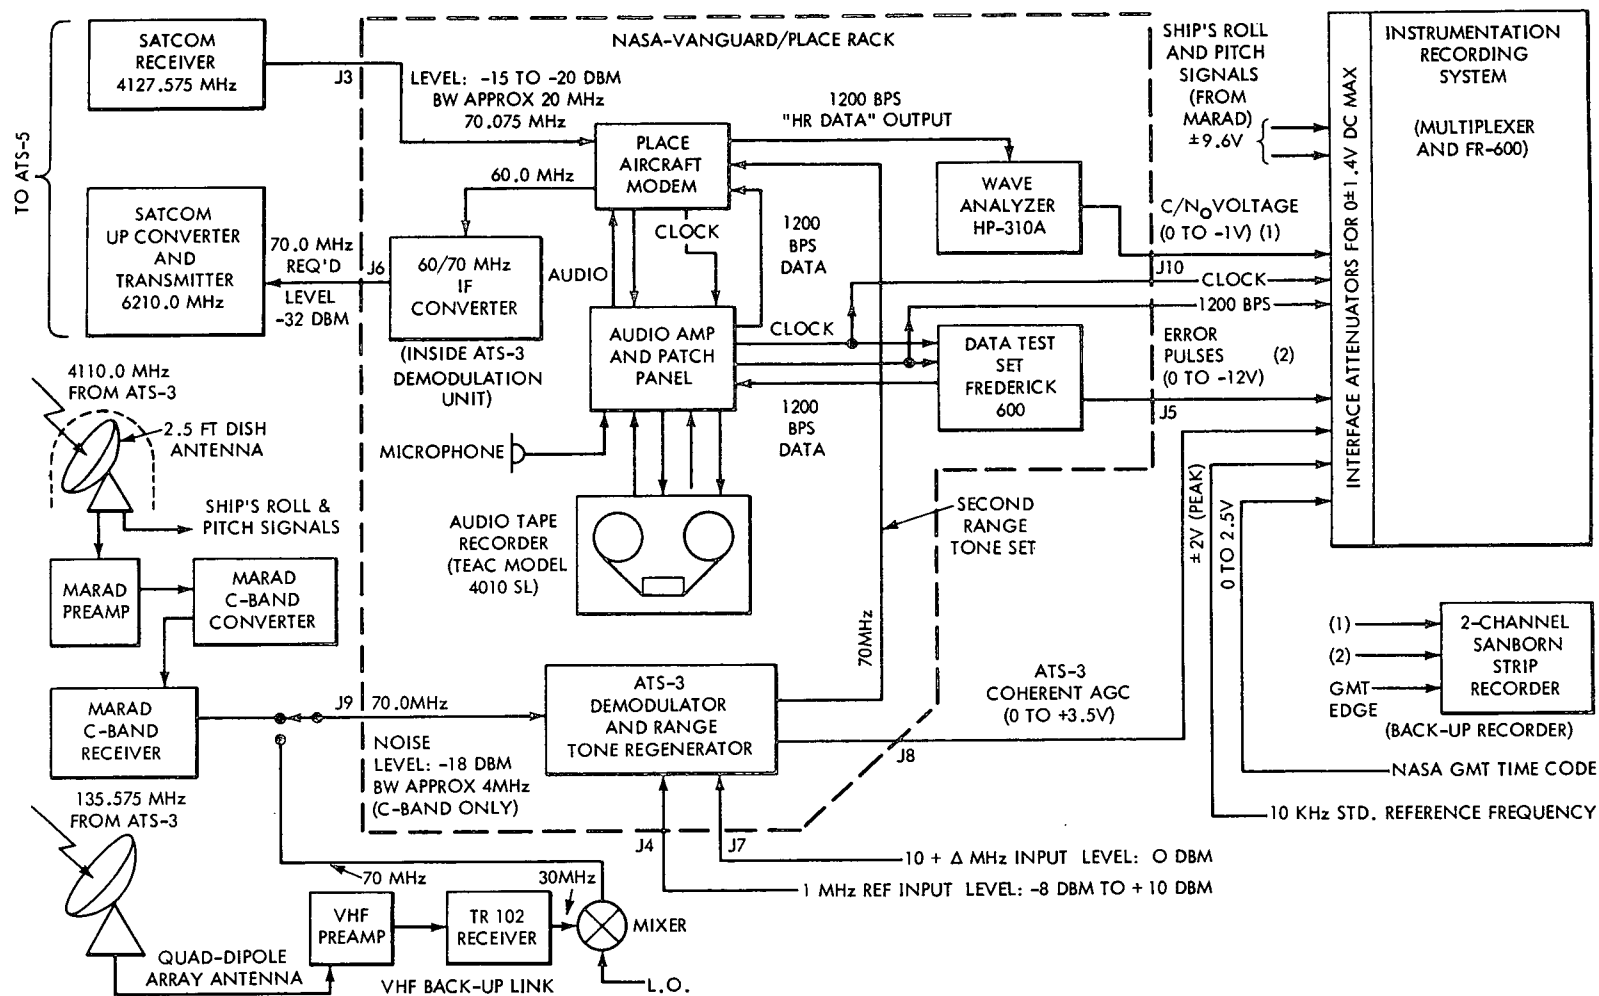 TO ATS-5
SATCOM
RECEIVER
4127.575 MHz
SATCOM
UP CONVERTER
AND
TRANSMITTER
6210.0 MHz
70.0 MHz
REQ'D
LEVEL
-32 DBM
J3
J6
NASA-VANGUARD/PLACE RACK
LEVEL: -15 TO -20 DBM
BW APPROX 20 MHz
70.075 MHz
60.0 MHz
PLACE
AIRCRAFT
MODEM
1200 BPS
"HR DATA" OUTPUT
WAVE
ANALYZER
HP-310A
60/70 MHz
IF
CONVERTER
(INSIDE ATS-3
DEMODULATION
UNIT)
AUDIO
CLOCK
1200
BPS
DATA
AUDIO AMP
AND PATCH
PANEL
CLOCK
DATA TEST
SET
FREDERICK
600
1200
BPS
DATA
MICROPHONE
AUDIO TAPE
RECORDER
(TEAC MODEL
4010 SL)
SECOND
RANGE
TONE SET
70MHz
SHIP'S ROLL
AND PITCH
SIGNALS
(FROM
MARAD)
±9.6V
C/NO VOLTAGE
(0 TO -1V) (1)
J10
CLOCK
1200 BPS
ERROR
PULSES (2)
(0 TO -12V)
J5
INTERFACE ATTENUATORS FOR 0±1.4V DC MAX
INSTRUMENTATION
RECORDING
SYSTEM
(MULTIPLEXER
AND FR-600)
±2V (PEAK)
0 TO 2.5V
4110.0 MHz
FROM ATS-3
2.5 FT DISH
ANTENNA
SHIP'S ROLL &
PITCH SIGNALS
MARAD
PREAMP
MARAD
C-BAND
CONVERTER
MARAD
C-BAND
RECEIVER
J9
70.0MHz
NOISE
LEVEL: -18 DBM
BW APPROX 4MHz
(C-BAND ONLY)
ATS-3
DEMODULATOR
AND RANGE
TONE REGENERATOR
ATS-3
COHERENT AGC
(0 TO +3.5V)
J8
(1)
(2)
GMT
EDGE
2-CHANNEL
SANBORN
STRIP
RECORDER
(BACK-UP RECORDER)
NASA GMT TIME CODE
10 KHz STD. REFERENCE FREQUENCY
J4
J7
10 + Δ MHz INPUT LEVEL: O DBM
1 MHz REF INPUT LEVEL: -8 DBM TO + 10 DBM
135.575 MHz
FROM ATS-3
QUAD-DIPOLE
ARRAY ANTENNA
70 MHz
VHF
PREAMP
TR 102
RECEIVER
30MHz
MIXER
L.O.
VHF BACK-UP LINK